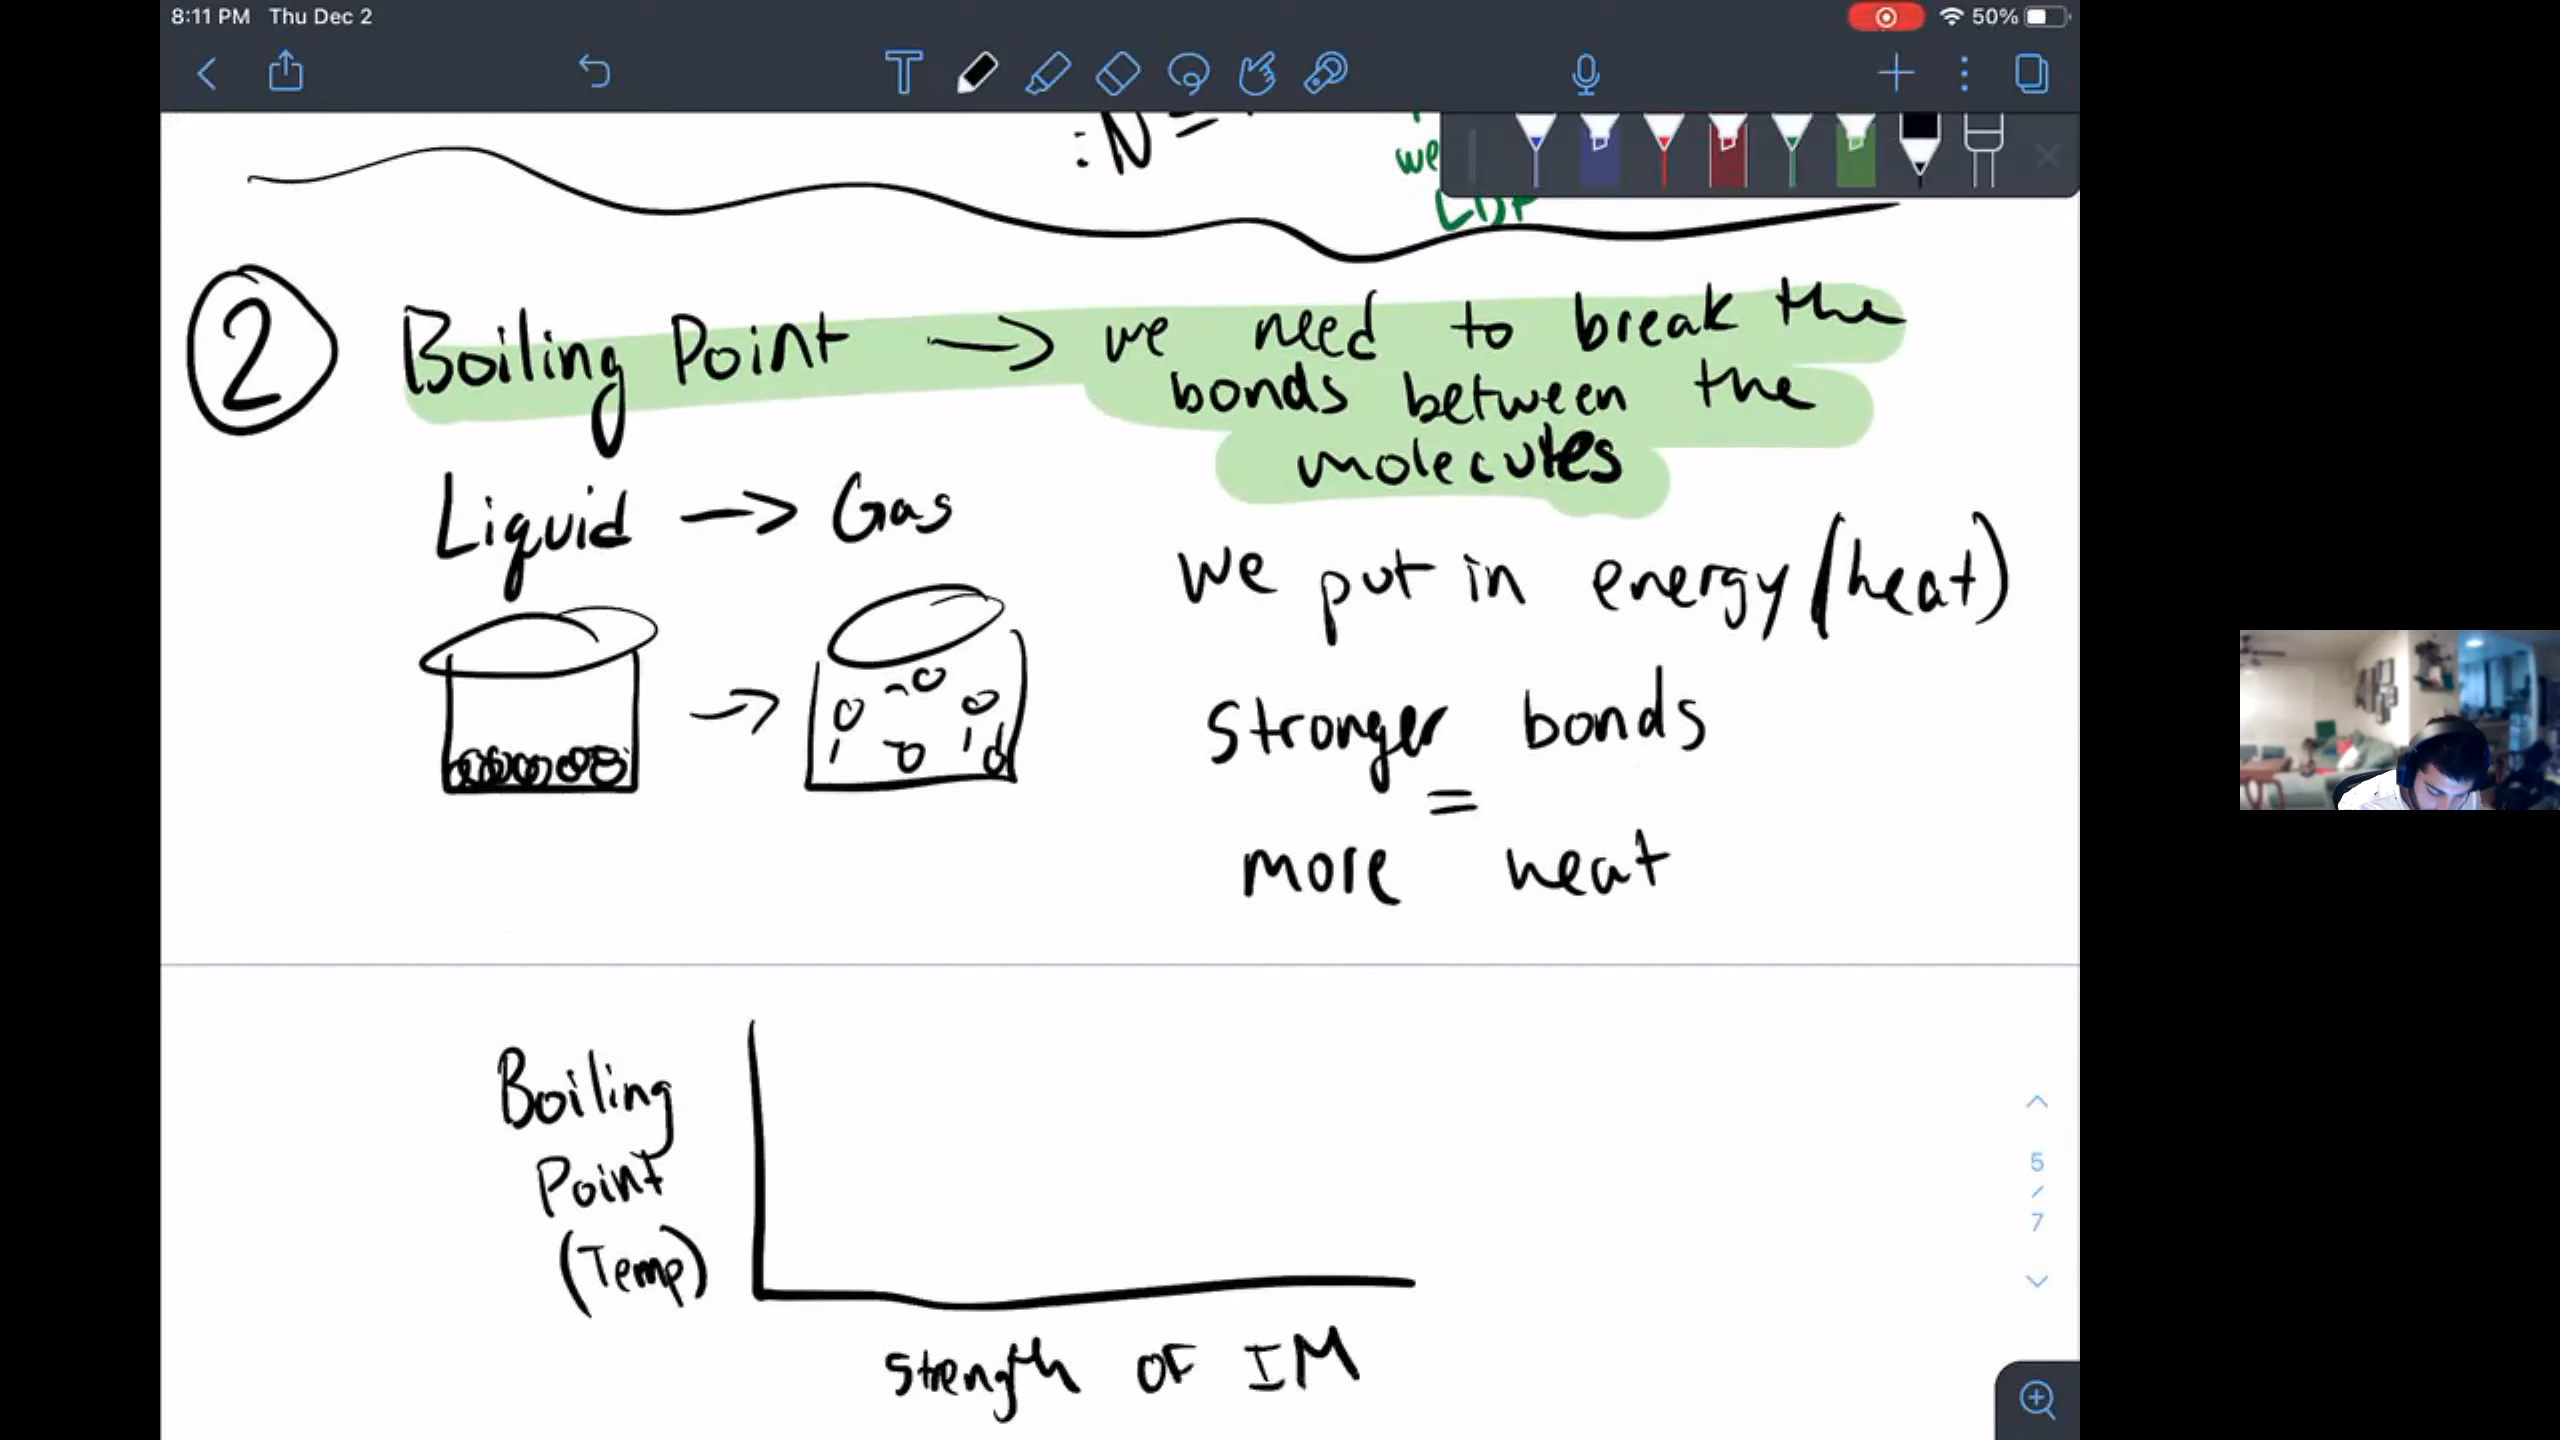 8:11 PM Thu Dec 2
50%
:N≡
we
LDF
2
Boiling Point → we need to break the
bonds between the
molecules
Liquid → Gas
we put in energy (heat)
stronger bonds
=
more heat
Boiling
Point
(Temp)
strength OF IM
5
/
7